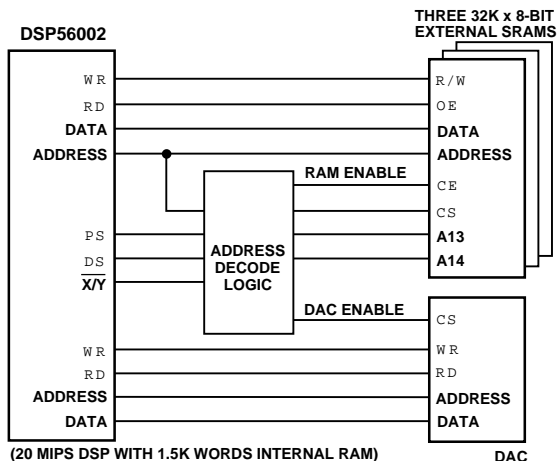 THREE 32K x 8-BIT
EXTERNAL SRAMS
DSP56002
WR
RD
DATA
ADDRESS
PS
DS
X/Y
WR
RD
ADDRESS
DATA
ADDRESS
DECODE
LOGIC
RAM ENABLE
DAC ENABLE
R/W
OE
DATA
ADDRESS
CE
CS
A13
A14
CS
WR
RD
ADDRESS
DATA
(20 MIPS DSP WITH 1.5K WORDS INTERNAL RAM)
DAC